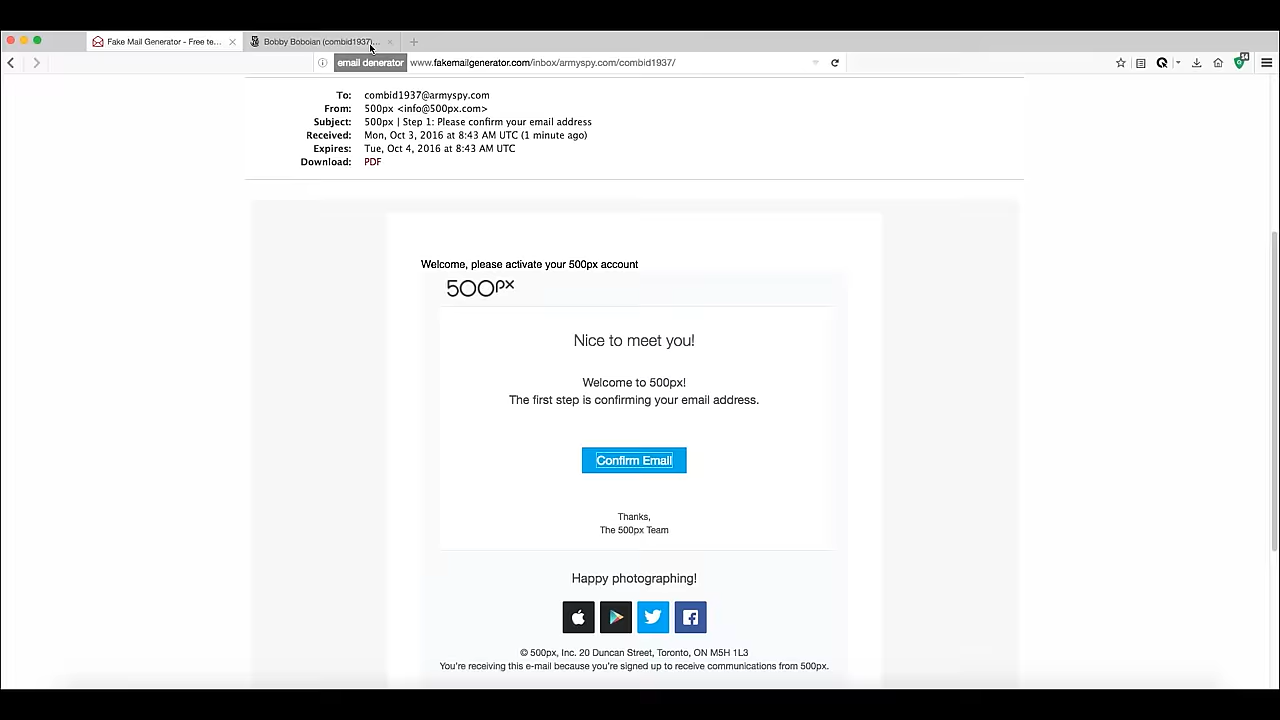 Fake Mail Generator - Free te...
Bobby Boboian (combid1937)...
email denerator
www.fakemailgenerator.com/inbox/armyspy.com/combid1937/
To: combid1937@armyspy.com
From: 500px <info@500px.com>
Subject: 500px | Step 1: Please confirm your email address
Received: Mon, Oct 3, 2016 at 8:43 AM UTC (1 minute ago)
Expires: Tue, Oct 4, 2016 at 8:43 AM UTC
Download: PDF
Welcome, please activate your 500px account
500px
Nice to meet you!
Welcome to 500px!
The first step is confirming your email address.
Confirm Email
Thanks,
The 500px Team
Happy photographing!
© 500px, Inc. 20 Duncan Street, Toronto, ON M5H 1L3
You're receiving this e-mail because you're signed up to receive communications from 500px.